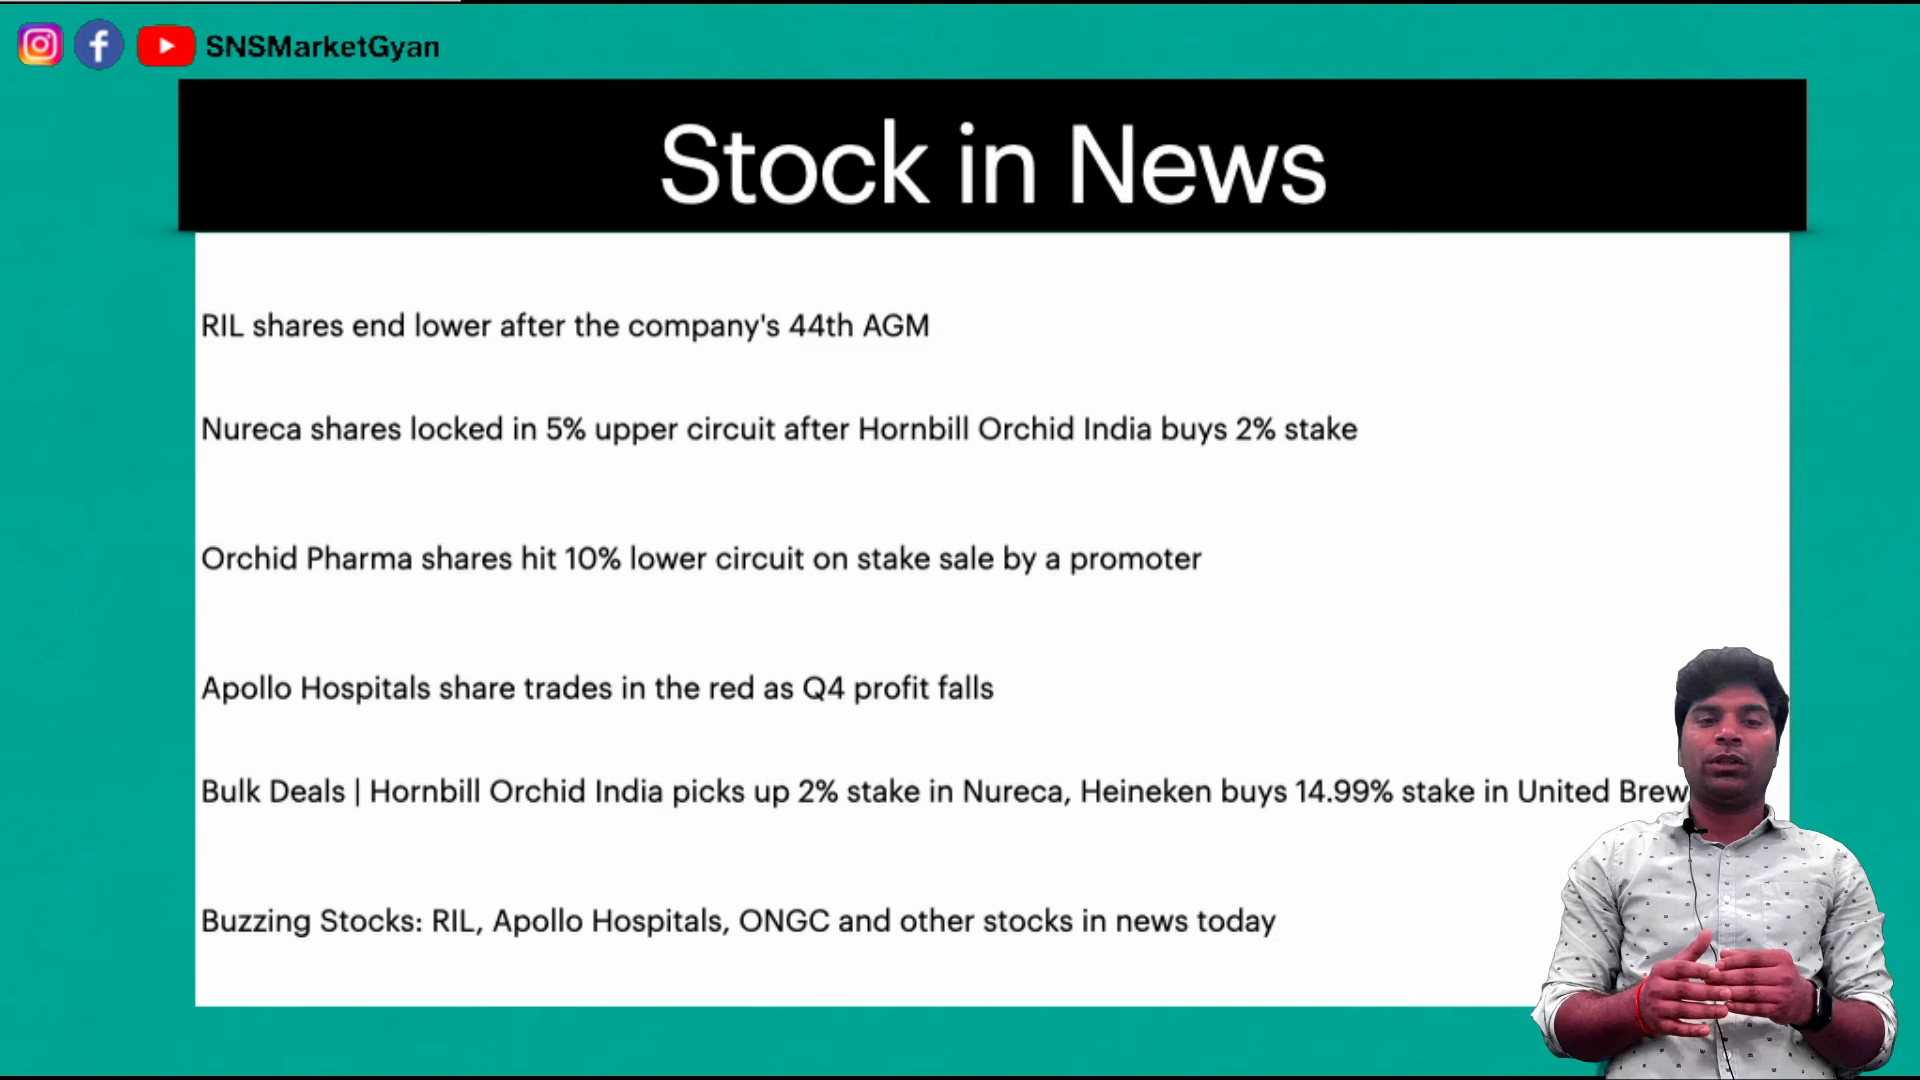 SNSMarketGyan
Stock in News
RIL shares end lower after the company's 44th AGM
Nureca shares locked in 5% upper circuit after Hornbill Orchid India buys 2% stake
Orchid Pharma shares hit 10% lower circuit on stake sale by a promoter
Apollo Hospitals share trades in the red as Q4 profit falls
Bulk Deals | Hornbill Orchid India picks up 2% stake in Nureca, Heineken buys 14.99% stake in United Brew
Buzzing Stocks: RIL, Apollo Hospitals, ONGC and other stocks in news today